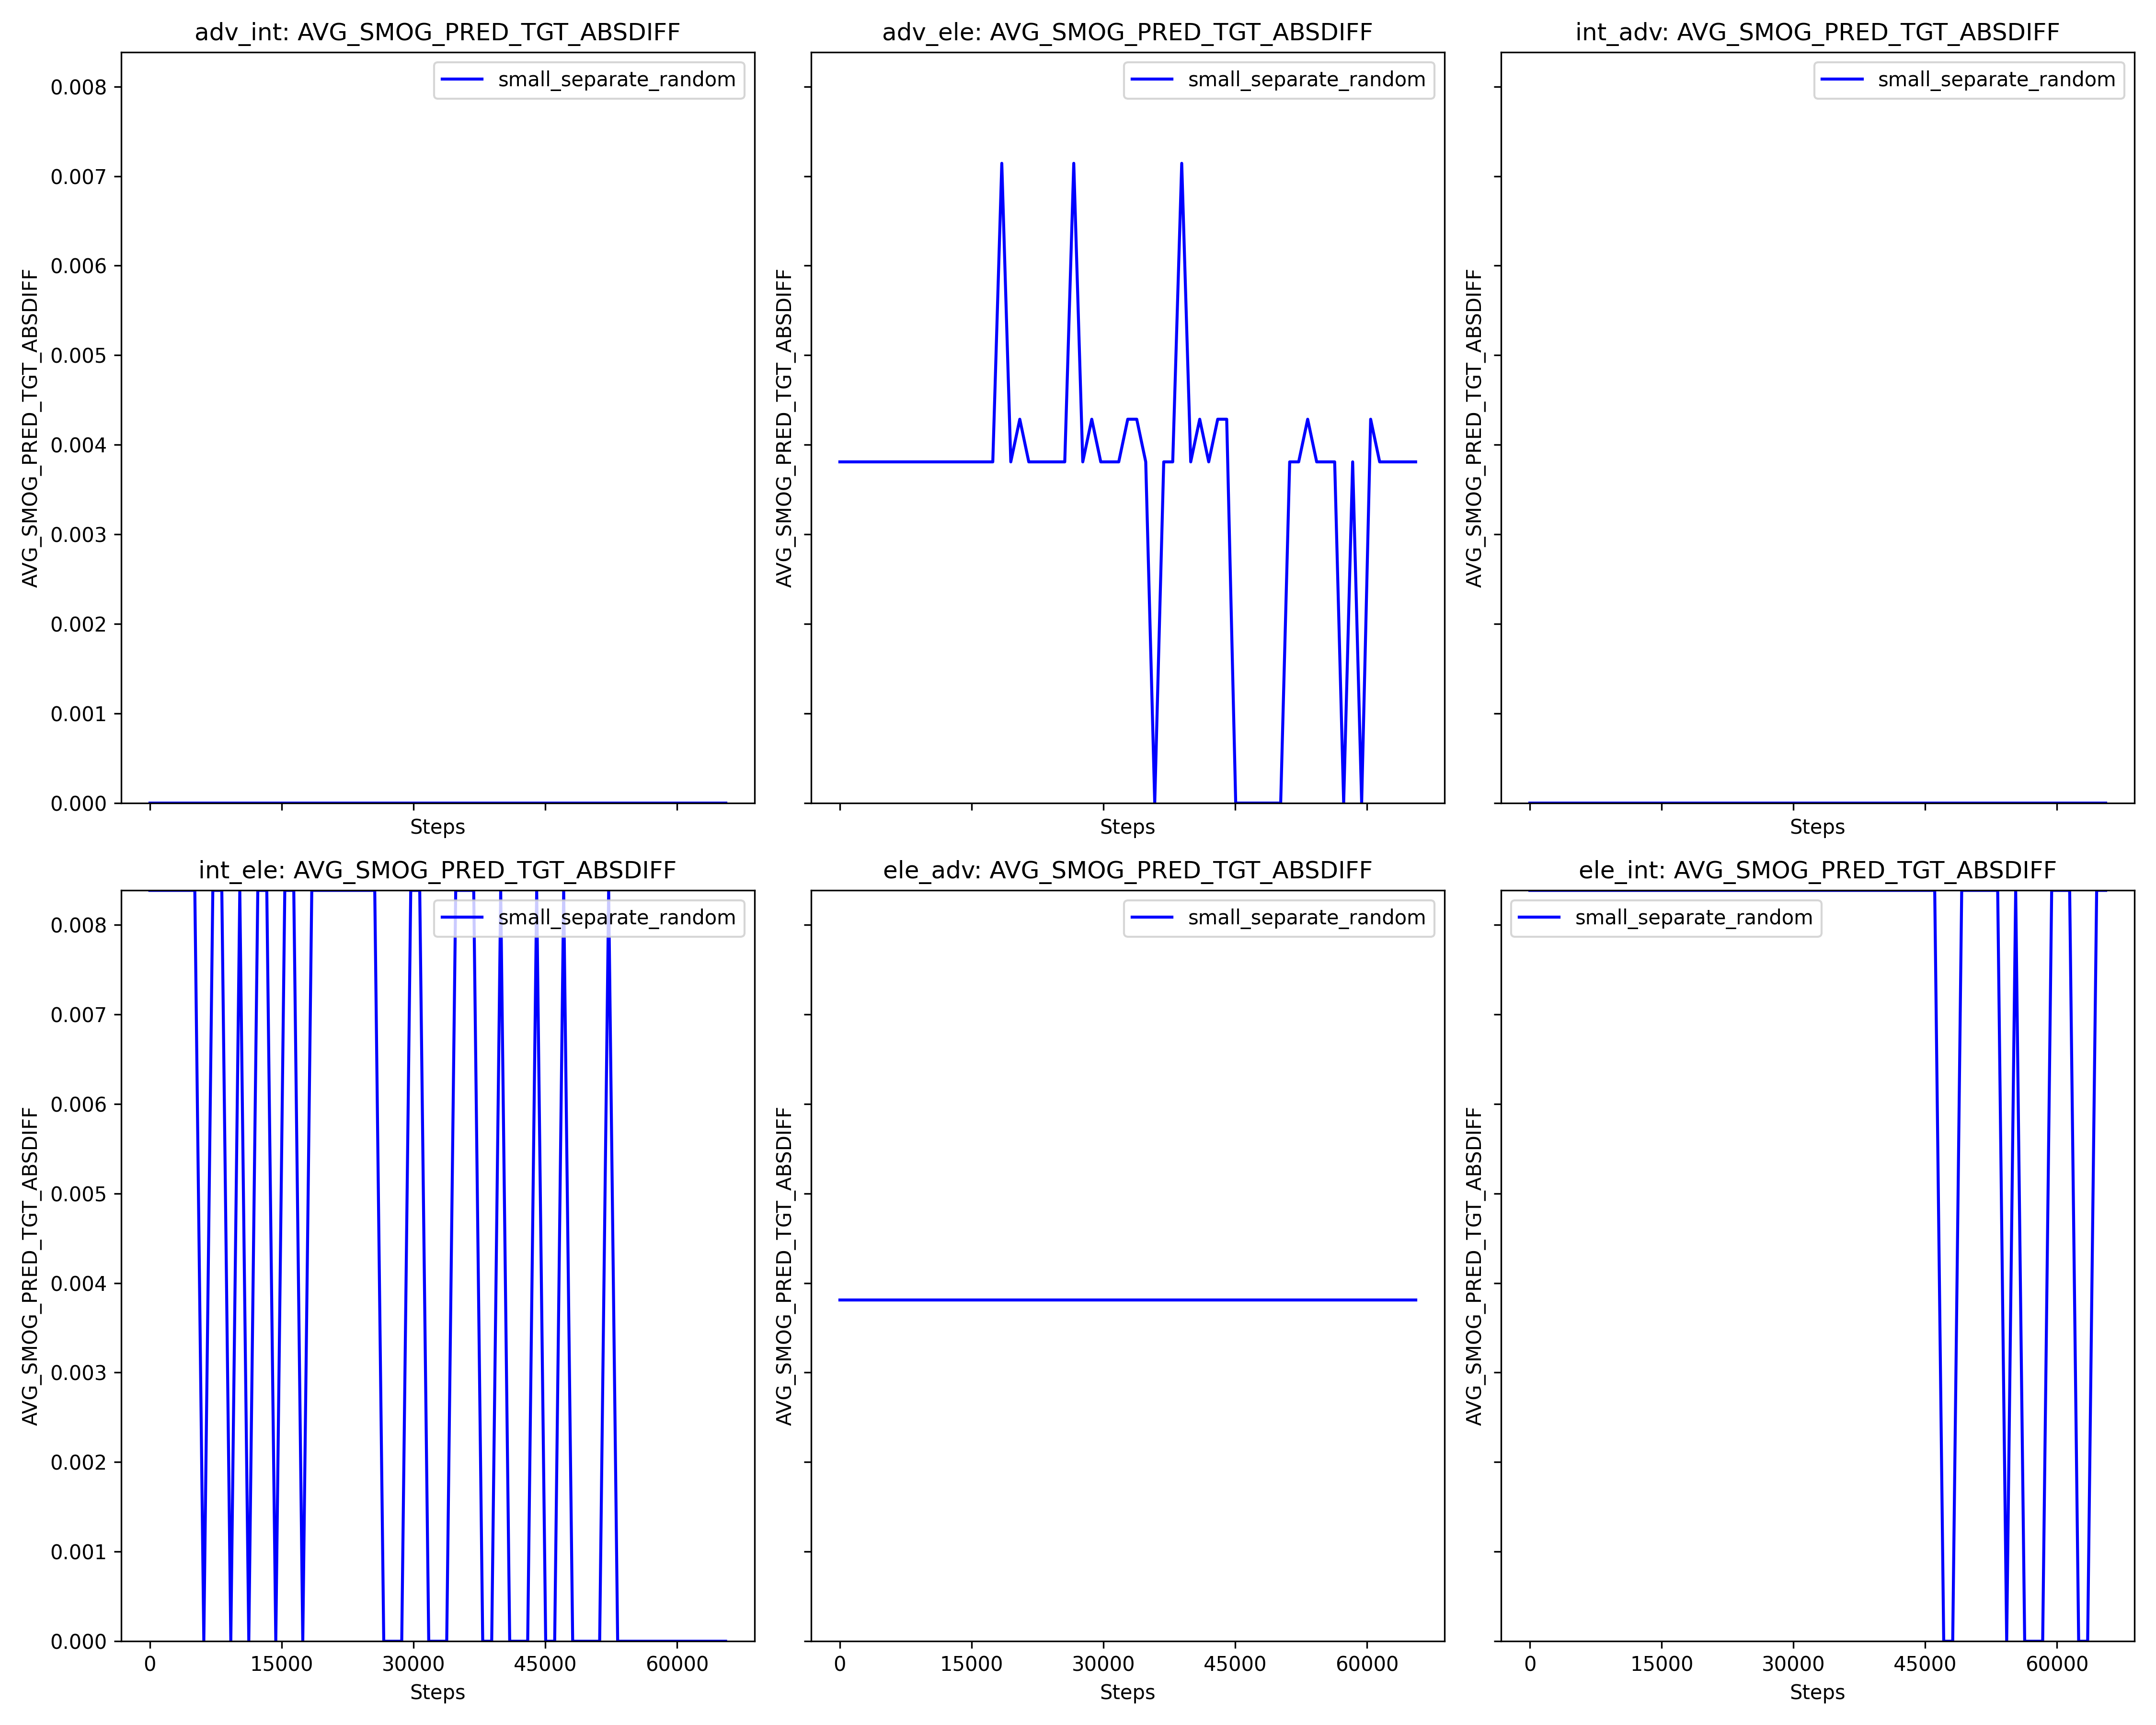 adv_int: AVG_SMOG_PRED_TGT_ABSDIFF
adv_ele: AVG_SMOG_PRED_TGT_ABSDIFF
int_adv: AVG_SMOG_PRED_TGT_ABSDIFF
small_separate_random
small_separate_random
small_separate_random
0.008
0.007
0.006
0.005
0.004
0.003
0.002
0.001
0.000
AVG_SMOG_PRED_TGT_ABSDIFF
AVG_SMOG_PRED_TGT_ABSDIFF
AVG_SMOG_PRED_TGT_ABSDIFF
Steps
Steps
Steps
int_ele: AVG_SMOG_PRED_TGT_ABSDIFF
ele_adv: AVG_SMOG_PRED_TGT_ABSDIFF
ele_int: AVG_SMOG_PRED_TGT_ABSDIFF
small_separate_random
small_separate_random
small_separate_random
0.008
0.007
0.006
0.005
0.004
0.003
0.002
0.001
0.000
AVG_SMOG_PRED_TGT_ABSDIFF
AVG_SMOG_PRED_TGT_ABSDIFF
AVG_SMOG_PRED_TGT_ABSDIFF
0 15000 30000 45000 60000
0 15000 30000 45000 60000
0 15000 30000 45000 60000
Steps
Steps
Steps